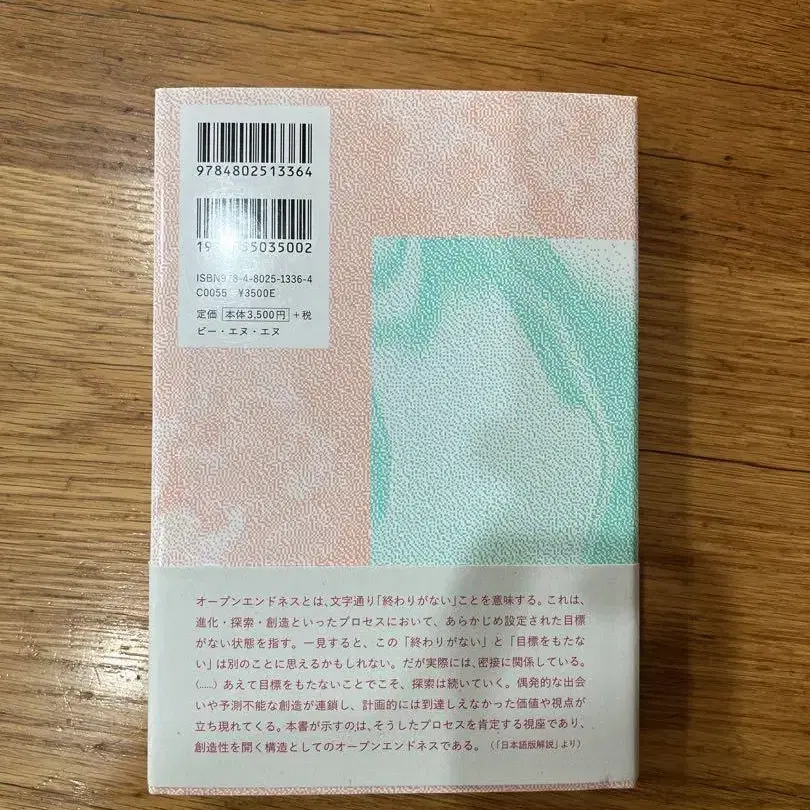 9784802513364
ISBN978-4-8025-1336-4
C0055 ¥3500E
定価 本体3,500円 +税
ビー・エヌ・エヌ
オープンエンドネスとは、文字通り「終わりがない」ことを意味する。これは、
進化・探索・創造といったプロセスにおいて、あらかじめ設定された目標
がない状態を指す。一見すると、この「終わりがない」と「目標をもたな
い」は別のことに思えるかもしれない。だが実際には、密接に関係している。
(.....) あえて目標をもたないことでこそ、探索は続いていく。偶発的な出会
いや予測不能な創造が連鎖し、計画的には到達しえなかった価値や視点が
立ち現れてくる。本書が示すのは、そうしたプロセスを肯定する視座であり、
創造性を開く構造としてのオープンエンドネスである。（「日本語版解説」より）